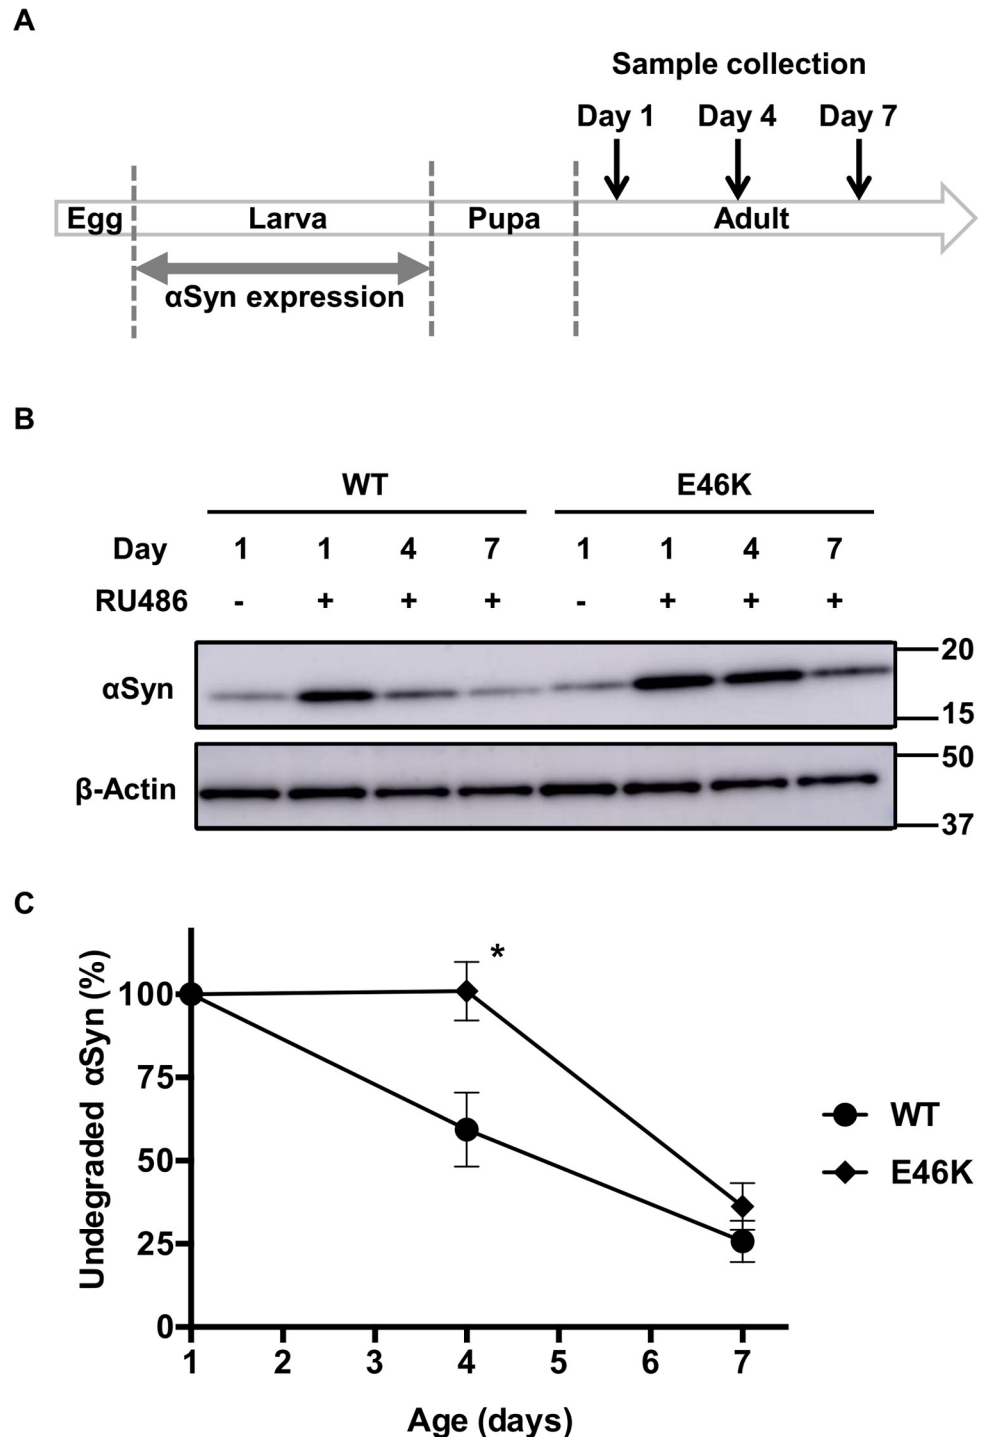 A
Sample collection
Day 1 Day 4 Day 7
Egg Larva Pupa Adult
αSyn expression
B
WT E46K
Day 1 1 4 7 1 1 4 7
RU486 - + + + - + + +
αSyn
20
15
β-Actin
50
37
C
Undegraded αSyn (%)
100
75
50
25
0
*
1 2 3 4 5 6 7
Age (days)
WT
E46K